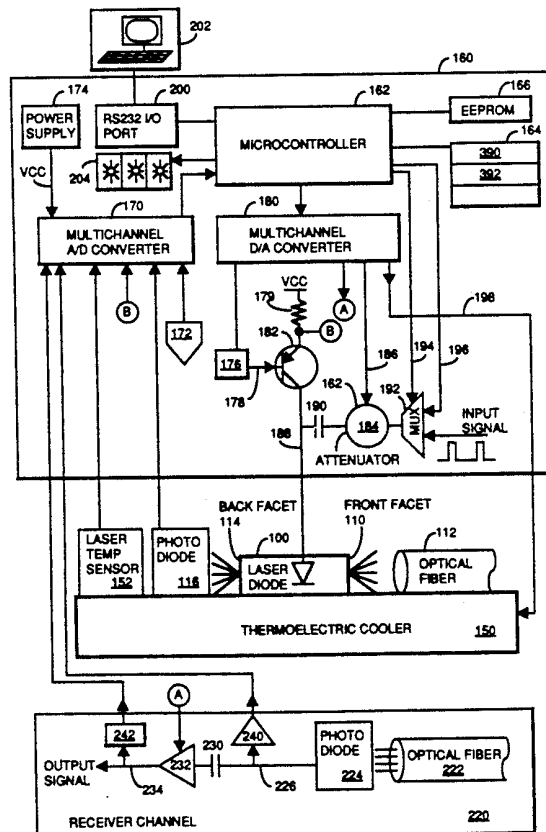 202
160
174
200
162
166
POWER
SUPPLY
RS232 I/O
PORT
MICROCONTROLLER
EEPROM
164
390
392
204
VCC
170
180
MULTICHANNEL
A/D CONVERTER
MULTICHANNEL
D/A CONVERTER
VCC
198
179
B
172
182
B
A
176
178
186
194
196
162
192
190
184
MUX
INPUT
SIGNAL
188
ATTENUATOR
BACK FACET
114
FRONT FACET
110
100
112
LASER
TEMP
SENSOR
152
PHOTO
DIODE
116
LASER
DIODE
OPTICAL
FIBER
THERMOELECTRIC COOLER
150
A
242
240
230
232
PHOTO
DIODE
224
OPTICAL FIBER
222
OUTPUT
SIGNAL
234
226
RECEIVER CHANNEL
220